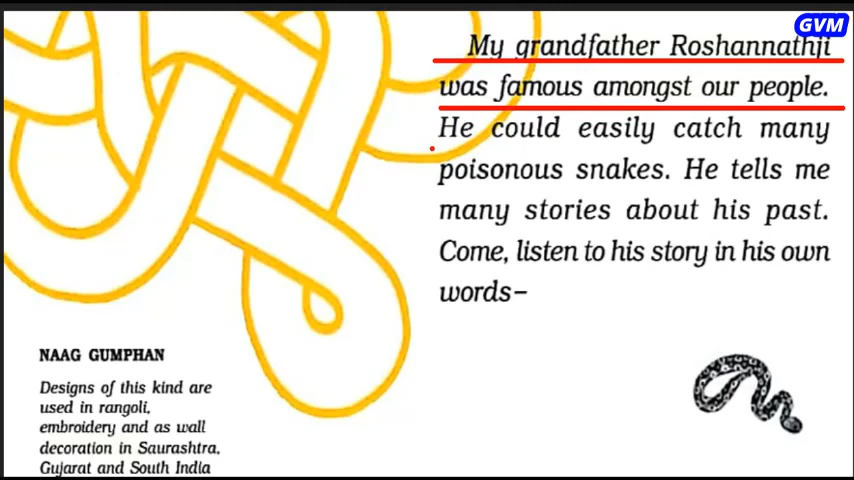 GVM
My grandfather Roshannathji
was famous amongst our people.
He could easily catch many
poisonous snakes. He tells me
many stories about his past.
Come, listen to his story in his own
words–
NAAG GUMPHAN
Designs of this kind are
used in rangoli,
embroidery and as wall
decoration in Saurashtra,
Gujarat and South India